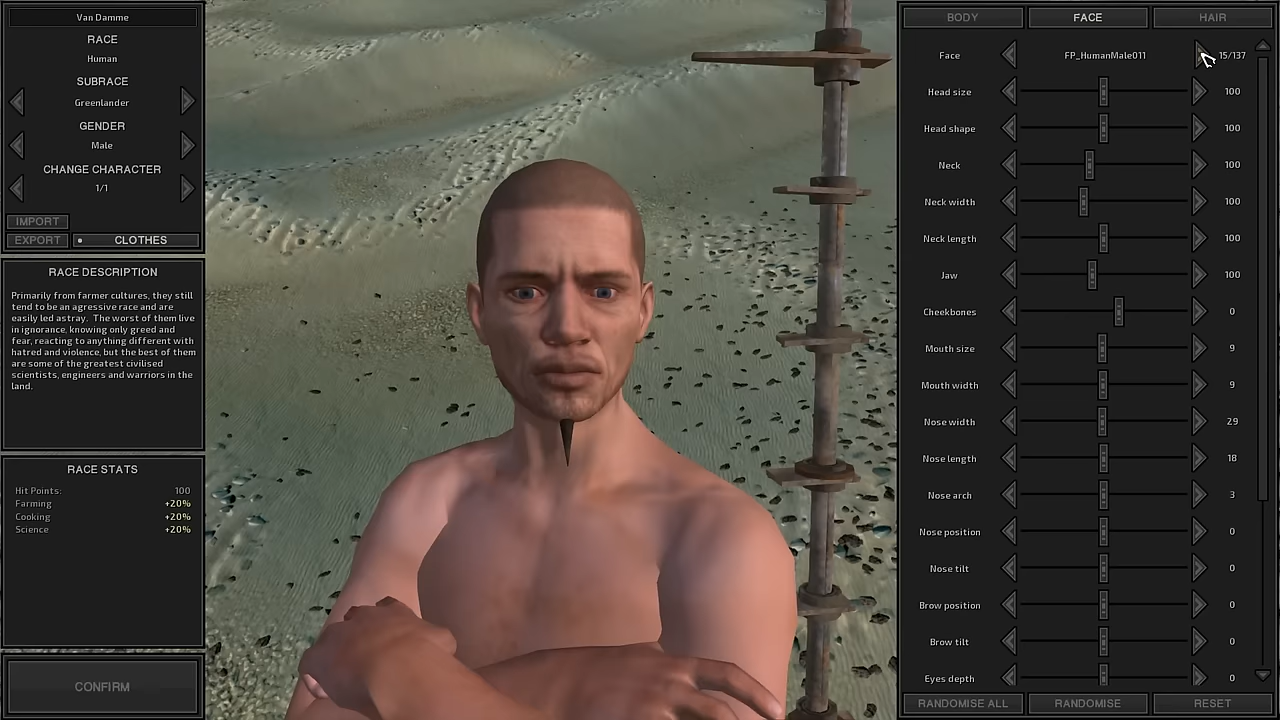 Van Damme
RACE
Human
SUBRACE
Greenlander
GENDER
Male
CHANGE CHARACTER
1/1
IMPORT
EXPORT
CLOTHES
RACE DESCRIPTION
Primarily from farmer cultures, they still
tend to be an agressive race and are
easily led astray. The worst of them live
in ignorance, knowing only greed and
fear, reacting to anything different with
hatred and violence, but the best of them
are some of the greatest civilised
scientists, engineers and warriors in the
land.
RACE STATS
Hit Points: 100
Farming +20%
Cooking +20%
Science +20%
CONFIRM
BODY FACE HAIR
Face FP_HumanMale011 15/137
Head size 100
Head shape 100
Neck 100
Neck width 100
Neck length 100
Jaw 100
Cheekbones 0
Mouth size 9
Mouth width 9
Nose width 29
Nose length 18
Nose arch 3
Nose position 0
Nose tilt 0
Brow position 0
Brow tilt 0
Eyes depth 0
RANDOMISE ALL RANDOMISE RESET